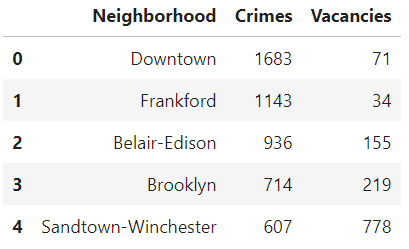 Neighborhood Crimes Vacancies
0 Downtown 1683 71
1 Frankford 1143 34
2 Belair-Edison 936 155
3 Brooklyn 714 219
4 Sandtown-Winchester 607 778